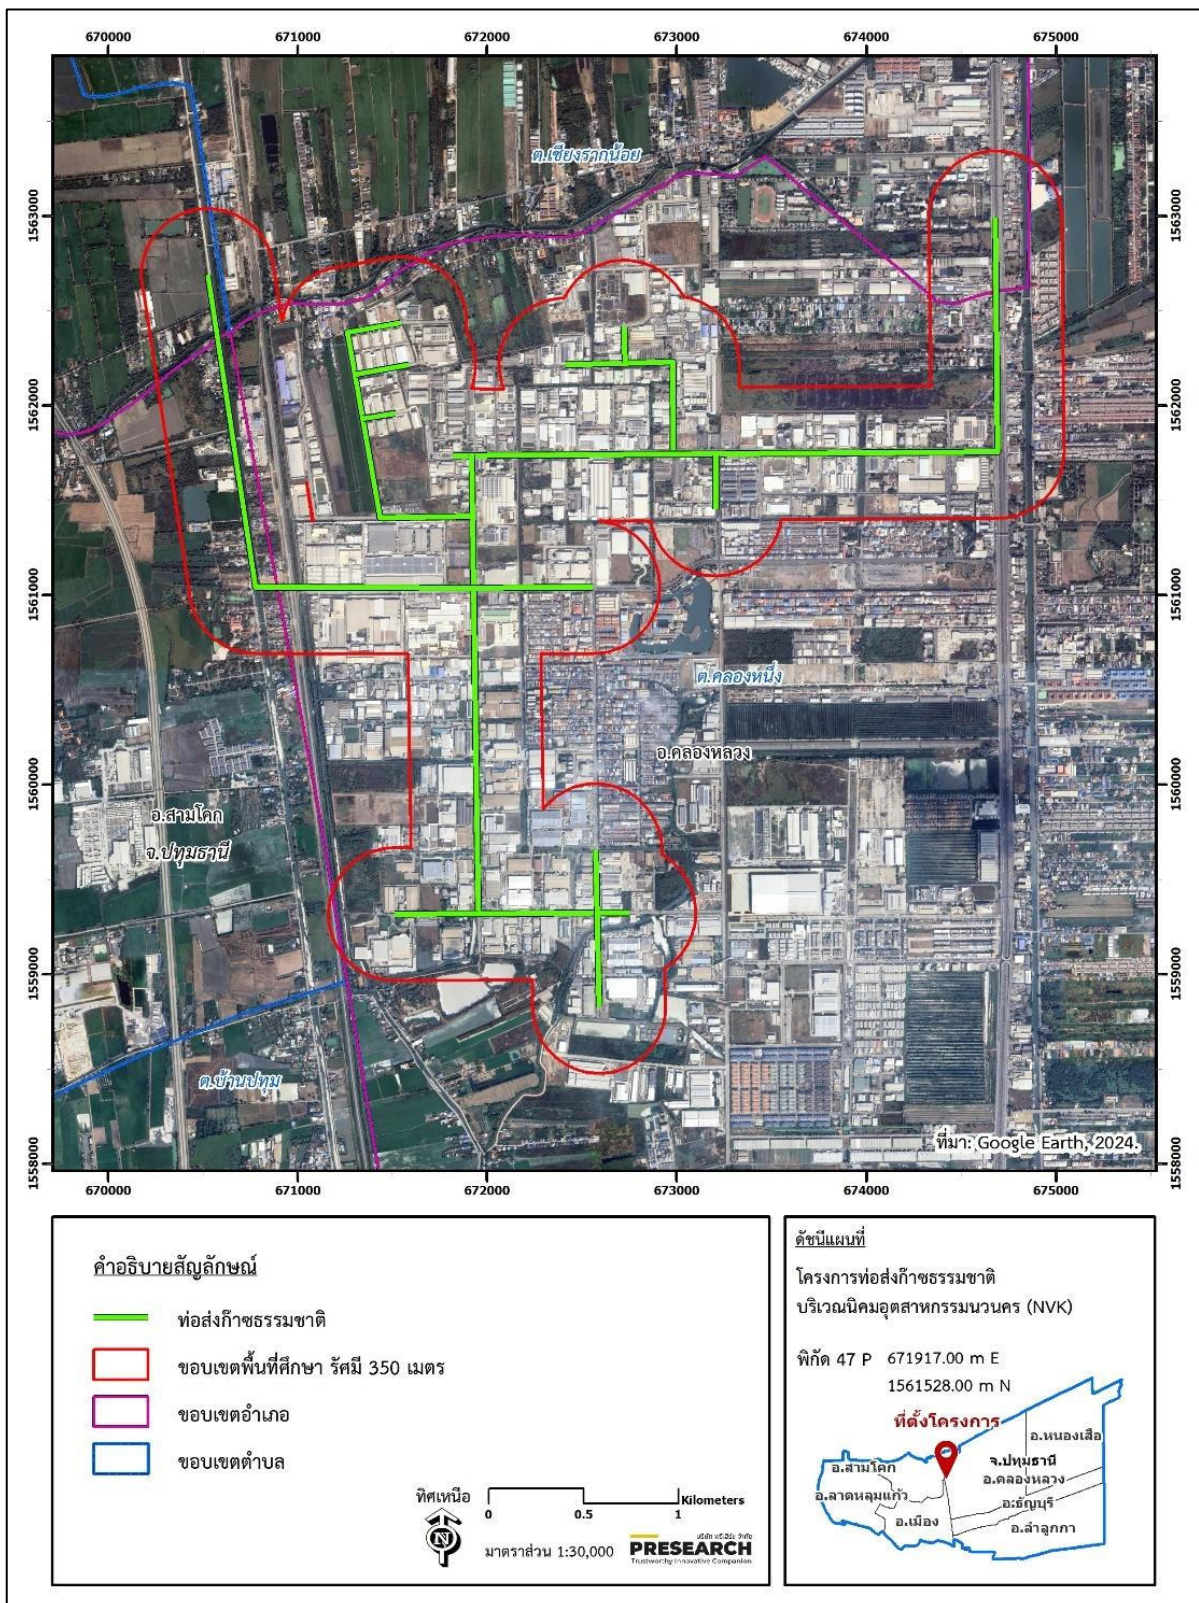 670000 671000 672000 673000 674000 675000
1563000 1563000
1562000 1562000
1561000 1561000
1560000 1560000
1559000 1559000
1558000 1558000
ต.เชียงรากน้อย
ต.คลองหนึ่ง
อ.คลองหลวง
อ.สามโคก
จ.ปทุมธานี
ต.บ้านปทุม
ที่มา: Google Earth, 2024.
670000 671000 672000 673000 674000 675000
คำอธิบายสัญลักษณ์
ท่อส่งก๊าซธรรมชาติ
ขอบเขตพื้นที่ศึกษา รัศมี 350 เมตร
ขอบเขตอำเภอ
ขอบเขตตำบล
ทิศเหนือ
N
0 0.5 1
Kilometers
มาตราส่วน 1:30,000
PRESEARCH
Trustworthy Innovative Companion
ดัชนีแผนที่
โครงการท่อส่งก๊าซธรรมชาติ
บริเวณนิคมอุตสาหกรรมนวนคร (NVK)
พิกัด 47 P 671917.00 m E
1561528.00 m N
ที่ตั้งโครงการ
อ.หนองเสือ
จ.ปทุมธานี
อ.สามโคก
อ.คลองหลวง
อ.ลาดหลุมแก้ว
อ.ธัญบุรี
อ.เมือง
อ.ลำลูกกา